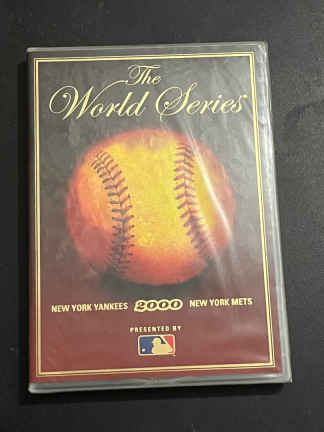 The
World Series
NEW YORK YANKEES 2000 NEW YORK METS
PRESENTED BY